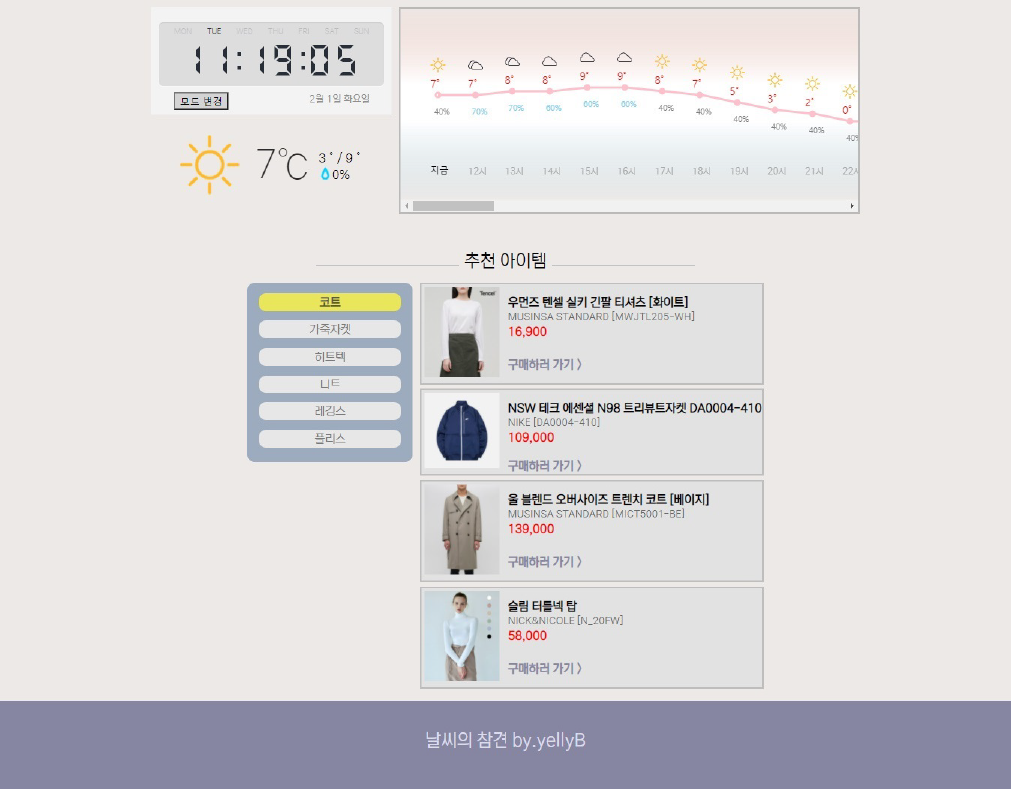 MON TUE WED THU FRI SAT SUN
11:19:05
모드 변경
2월 1일 화요일
7℃
3˚/9˚
0%
7˚ 7˚ 8˚ 8˚ 9˚ 9˚ 8˚ 7˚ 5˚ 3˚ 2˚ 0˚
40% 70% 70% 60% 60% 60% 40% 40% 40% 40% 40% 40%
지금 12시 13시 14시 15시 16시 17시 18시 19시 20시 21시 22시
추천 아이템
코트
가죽자켓
히트텍
니트
레깅스
플리스
Tencel
우먼즈 텐셀 실키 긴팔 티셔츠 [화이트]
MUSINSA STANDARD [MWJTL205-WH]
16,900
구매하러 가기 〉
NSW 테크 에센셜 N98 트리뷰트자켓 DA0004-410
NIKE [DA0004-410]
109,000
구매하러 가기 〉
울 블렌드 오버사이즈 트렌치 코트 [베이지]
MUSINSA STANDARD [MICT5001-BE]
139,000
구매하러 가기 〉
슬림 터틀넥 탑
NICK&NICOLE [N_20FW]
58,000
구매하러 가기 〉
날씨의 참견 by.yellyB